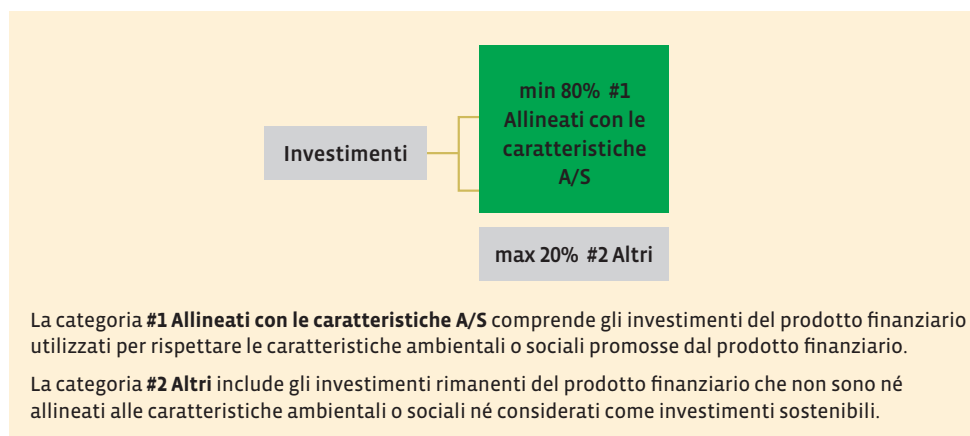 min 80% #1
Allineati con le
caratteristiche
A/S
Investimenti
max 20% #2 Altri
La categoria #1 Allineati con le caratteristiche A/S comprende gli investimenti del prodotto finanziario
utilizzati per rispettare le caratteristiche ambientali o sociali promosse dal prodotto finanziario.
La categoria #2 Altri include gli investimenti rimanenti del prodotto finanziario che non sono né
allineati alle caratteristiche ambientali o sociali né considerati come investimenti sostenibili.